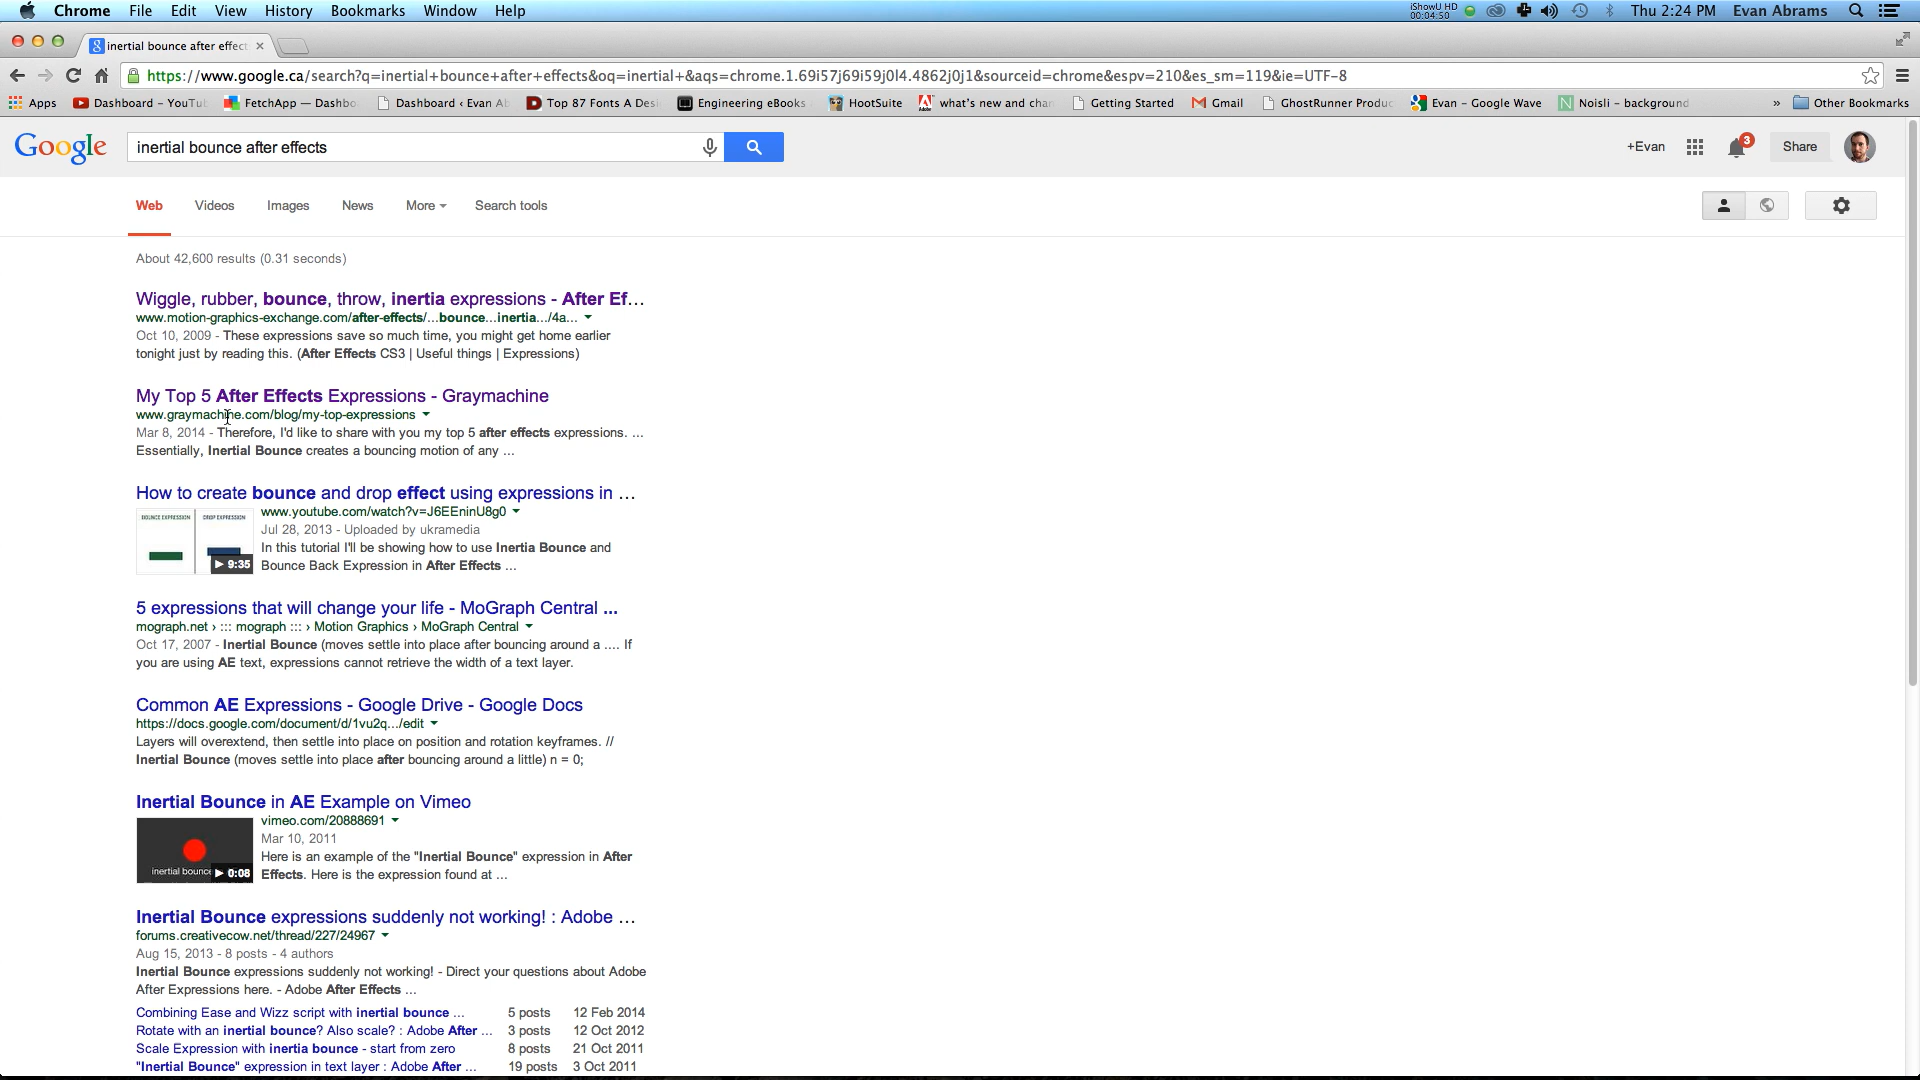 Chrome File Edit View History Bookmarks Window Help iShowU HD 00:04:50 Thu 2:24 PM Evan Abrams
inertial bounce after effect
https://www.google.ca/search?q=inertial+bounce+after+effects&oq=inertial+&aqs=chrome.1.69i57j69i59j0l4.4862j0j1&sourceid=chrome&espv=210&es_sm=119&ie=UTF-8
Apps Dashboard - YouTu FetchApp — Dashbo Dashboard ‹ Evan Ab Top 87 Fonts A Desi Engineering eBooks HootSuite what's new and chan Getting Started Gmail GhostRunner Produc Evan - Google Wave Noisli - background » Other Bookmarks
Google inertial bounce after effects +Evan 3 Share
Web Videos Images News More Search tools
About 42,600 results (0.31 seconds)
Wiggle, rubber, bounce, throw, inertia expressions - After Ef...
www.motion-graphics-exchange.com/after-effects/...bounce...inertia.../4a...
Oct 10, 2009 - These expressions save so much time, you might get home earlier
tonight just by reading this. (After Effects CS3 | Useful things | Expressions)
My Top 5 After Effects Expressions - Graymachine
www.graymachine.com/blog/my-top-expressions
Mar 8, 2014 - Therefore, I'd like to share with you my top 5 after effects expressions. ...
Essentially, Inertial Bounce creates a bouncing motion of any ...
How to create bounce and drop effect using expressions in ...
BOUNCE EXPRESSION DROP EXPRESSION
9:35
www.youtube.com/watch?v=J6EEninU8g0
Jul 28, 2013 - Uploaded by ukramedia
In this tutorial I'll be showing how to use Inertia Bounce and
Bounce Back Expression in After Effects ...
5 expressions that will change your life - MoGraph Central ...
mograph.net › ::: mograph ::: › Motion Graphics › MoGraph Central
Oct 17, 2007 - Inertial Bounce (moves settle into place after bouncing around a .... If
you are using AE text, expressions cannot retrieve the width of a text layer.
Common AE Expressions - Google Drive - Google Docs
https://docs.google.com/document/d/1vu2q.../edit
Layers will overextend, then settle into place on position and rotation keyframes. //
Inertial Bounce (moves settle into place after bouncing around a little) n = 0;
Inertial Bounce in AE Example on Vimeo
inertial bounce 0:08
vimeo.com/20888691
Mar 10, 2011
Here is an example of the "Inertial Bounce" expression in After
Effects. Here is the expression found at ...
Inertial Bounce expressions suddenly not working! : Adobe ...
forums.creativecow.net/thread/227/24967
Aug 15, 2013 - 8 posts - 4 authors
Inertial Bounce expressions suddenly not working! - Direct your questions about Adobe
After Expressions here. - Adobe After Effects ...
Combining Ease and Wizz script with inertial bounce ... 5 posts 12 Feb 2014
Rotate with an inertial bounce? Also scale? : Adobe After ... 3 posts 12 Oct 2012
Scale Expression with inertia bounce - start from zero 8 posts 21 Oct 2011
"Inertial Bounce" expression in text layer : Adobe After ... 19 posts 3 Oct 2011